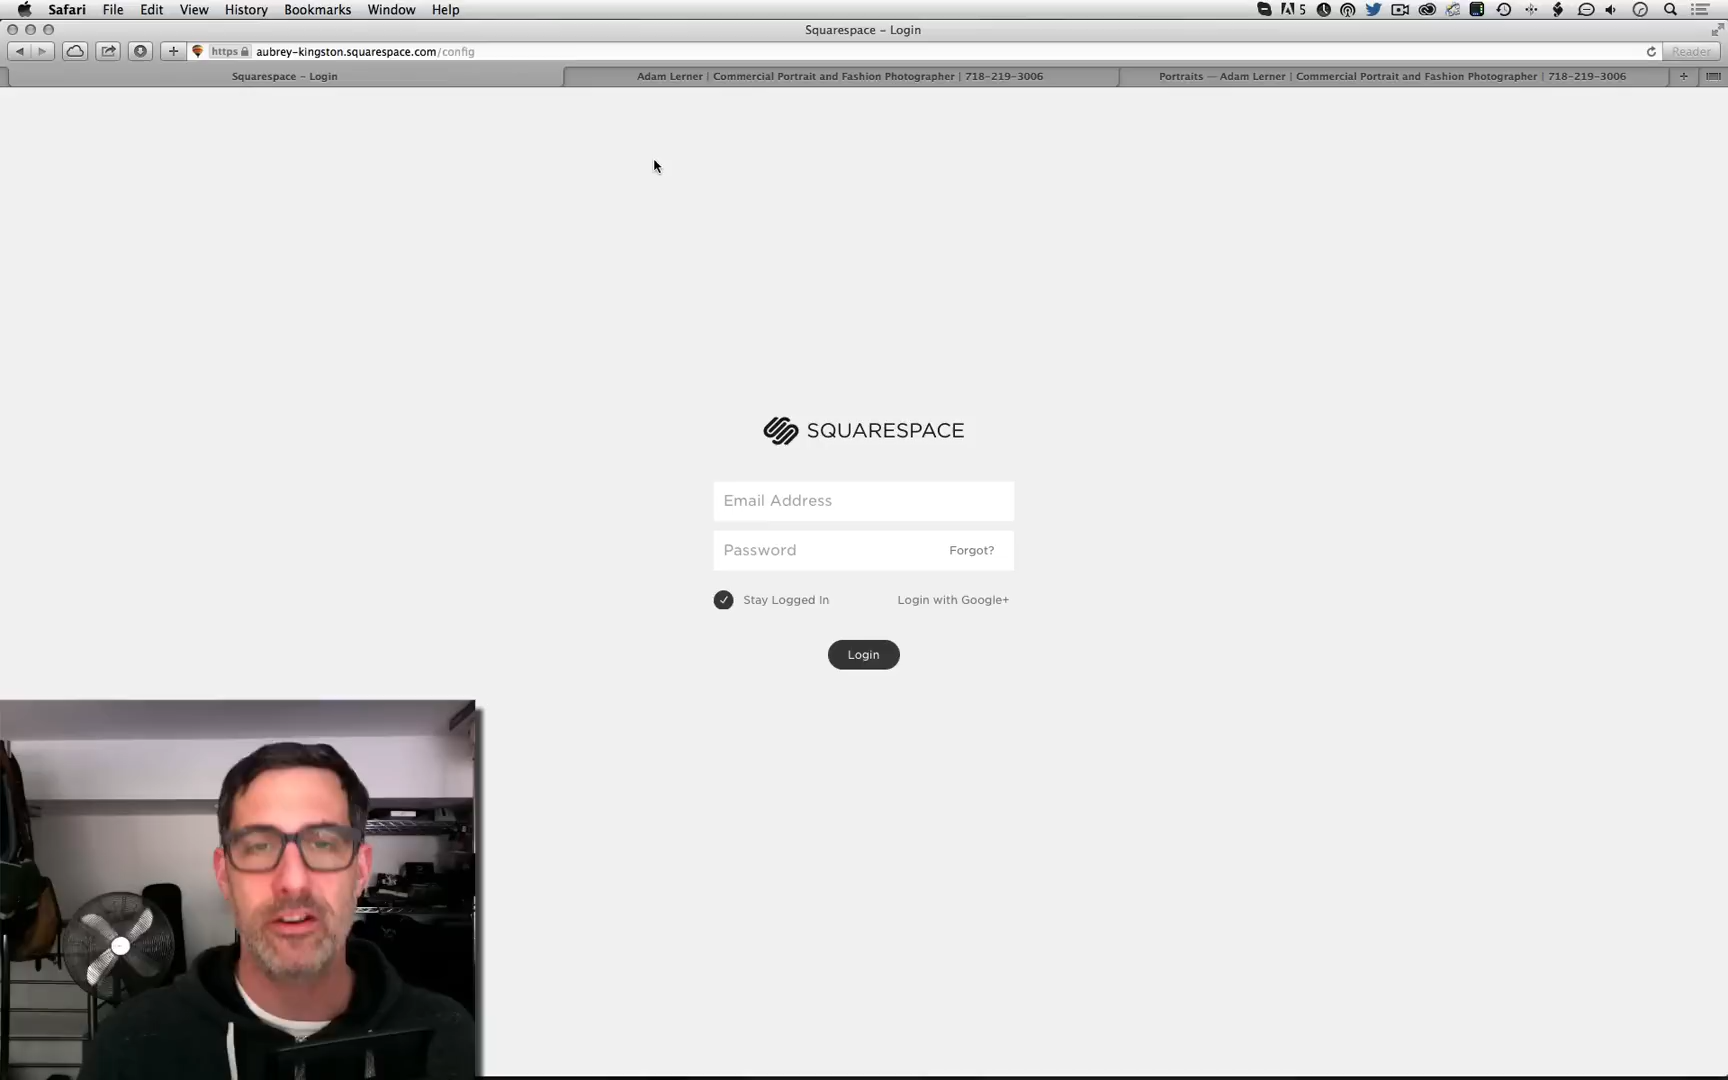 Safari File Edit View History Bookmarks Window Help 5
Squarespace – Login
https aubrey-kingston.squarespace.com/config Reader
Squarespace – Login Adam Lerner | Commercial Portrait and Fashion Photographer | 718-219-3006 Portraits — Adam Lerner | Commercial Portrait and Fashion Photographer | 718-219-3006
SQUARESPACE
Email Address
Password Forgot?
Stay Logged In Login with Google+
Login